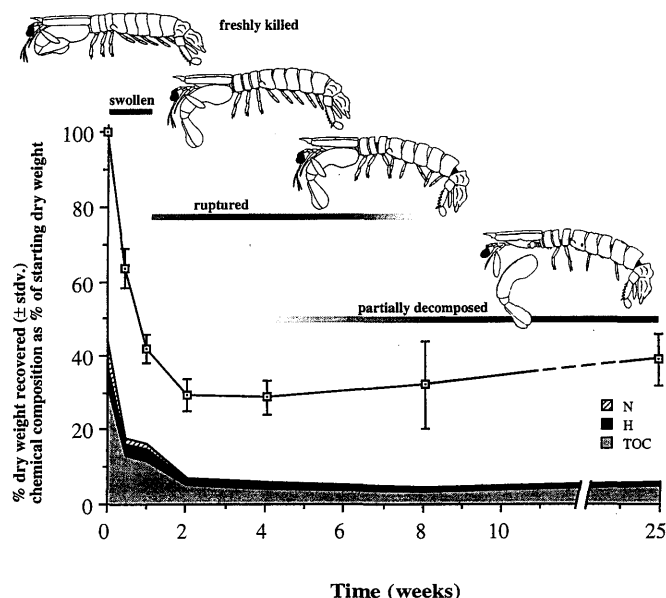 freshly killed
swollen
100
ruptured
80
60
partially decomposed
40
N
H
TOC
20
0
0 2 4 6 8 10 25
% dry weight recovered (± stdv.)
chemical composition as % of starting dry weight
Time (weeks)